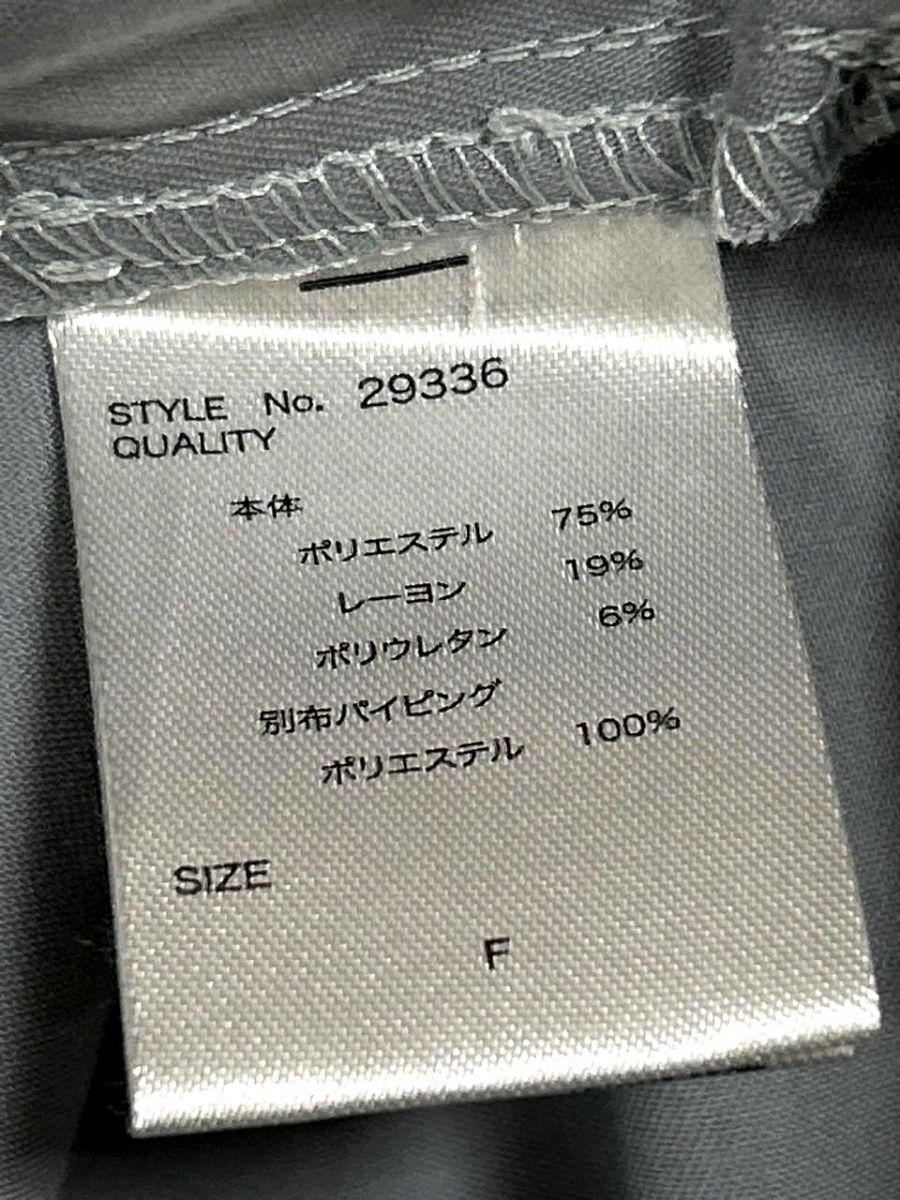 STYLE No. 29336
QUALITY
本体
ポリエステル 75%
レーヨン 19%
ポリウレタン 6%
別布パイピング
ポリエステル 100%
SIZE
F